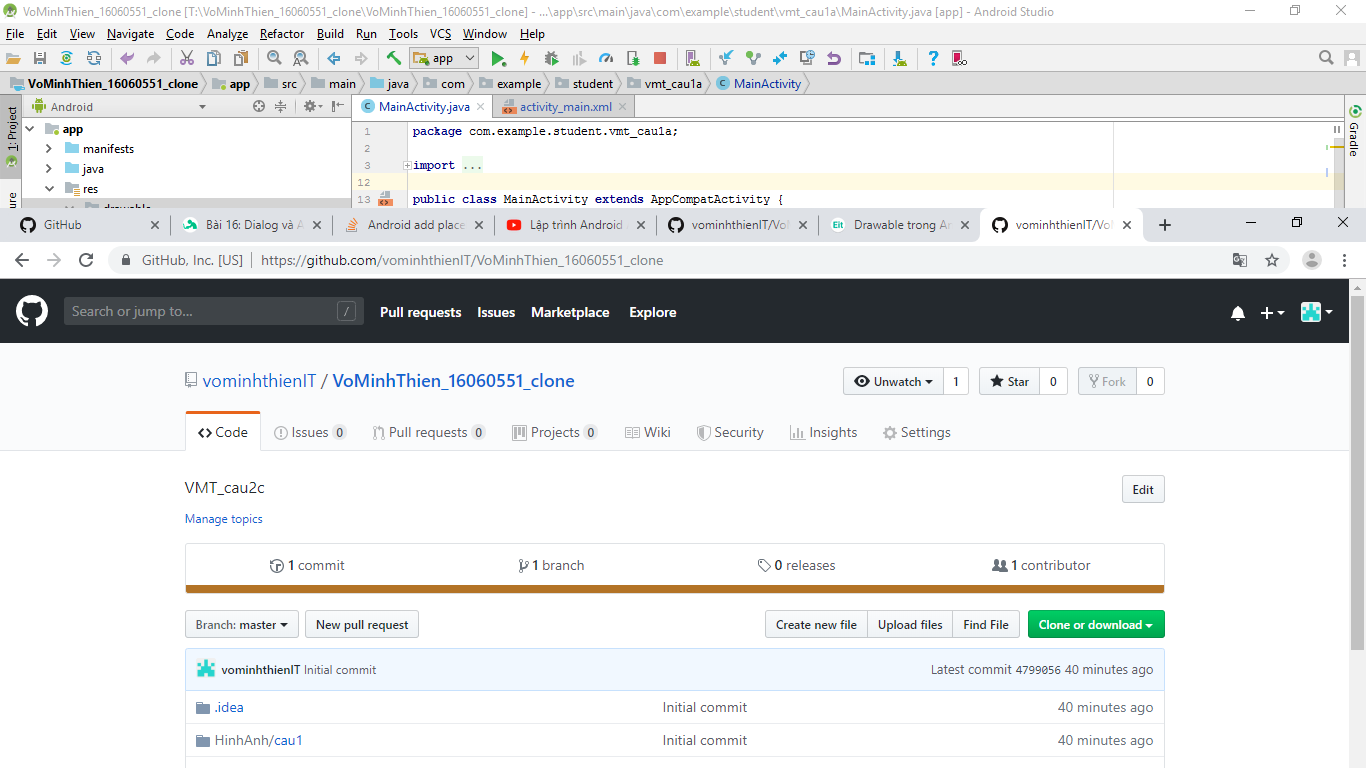 VoMinhThien_16060551_clone [T:\VoMinhThien_16060551_clone\VoMinhThien_16060551_clone] - ...\app\src\main\java\com\example\student\vmt_cau1a\MainActivity.java [app] - Android Studio
File Edit View Navigate Code Analyze Refactor Build Run Tools VCS Window Help
app
VoMinhThien_16060551_clone app src main java com example student vmt_cau1a MainActivity
1: Project
Android
MainActivity.java
activity_main.xml
Gradle
app
manifests
java
res
drawable
1 package com.example.student.vmt_cau1a;
2
3 import ...
12
13 public class MainActivity extends AppCompatActivity {
GitHub
Bài 16: Dialog và A
Android add place
Lập trình Android
vominhthienIT/VoM
Drawable trong An
vominhthienIT/VoM
GitHub, Inc. [US] | https://github.com/vominhthienIT/VoMinhThien_16060551_clone
Search or jump to... /
Pull requests Issues Marketplace Explore
vominhthienIT / VoMinhThien_16060551_clone
Unwatch 1 Star 0 Fork 0
Code Issues 0 Pull requests 0 Projects 0 Wiki Security Insights Settings
VMT_cau2c
Edit
Manage topics
1 commit 1 branch 0 releases 1 contributor
Branch: master New pull request Create new file Upload files Find File Clone or download
vominhthienIT Initial commit Latest commit 4799056 40 minutes ago
.idea Initial commit 40 minutes ago
HinhAnh/cau1 Initial commit 40 minutes ago